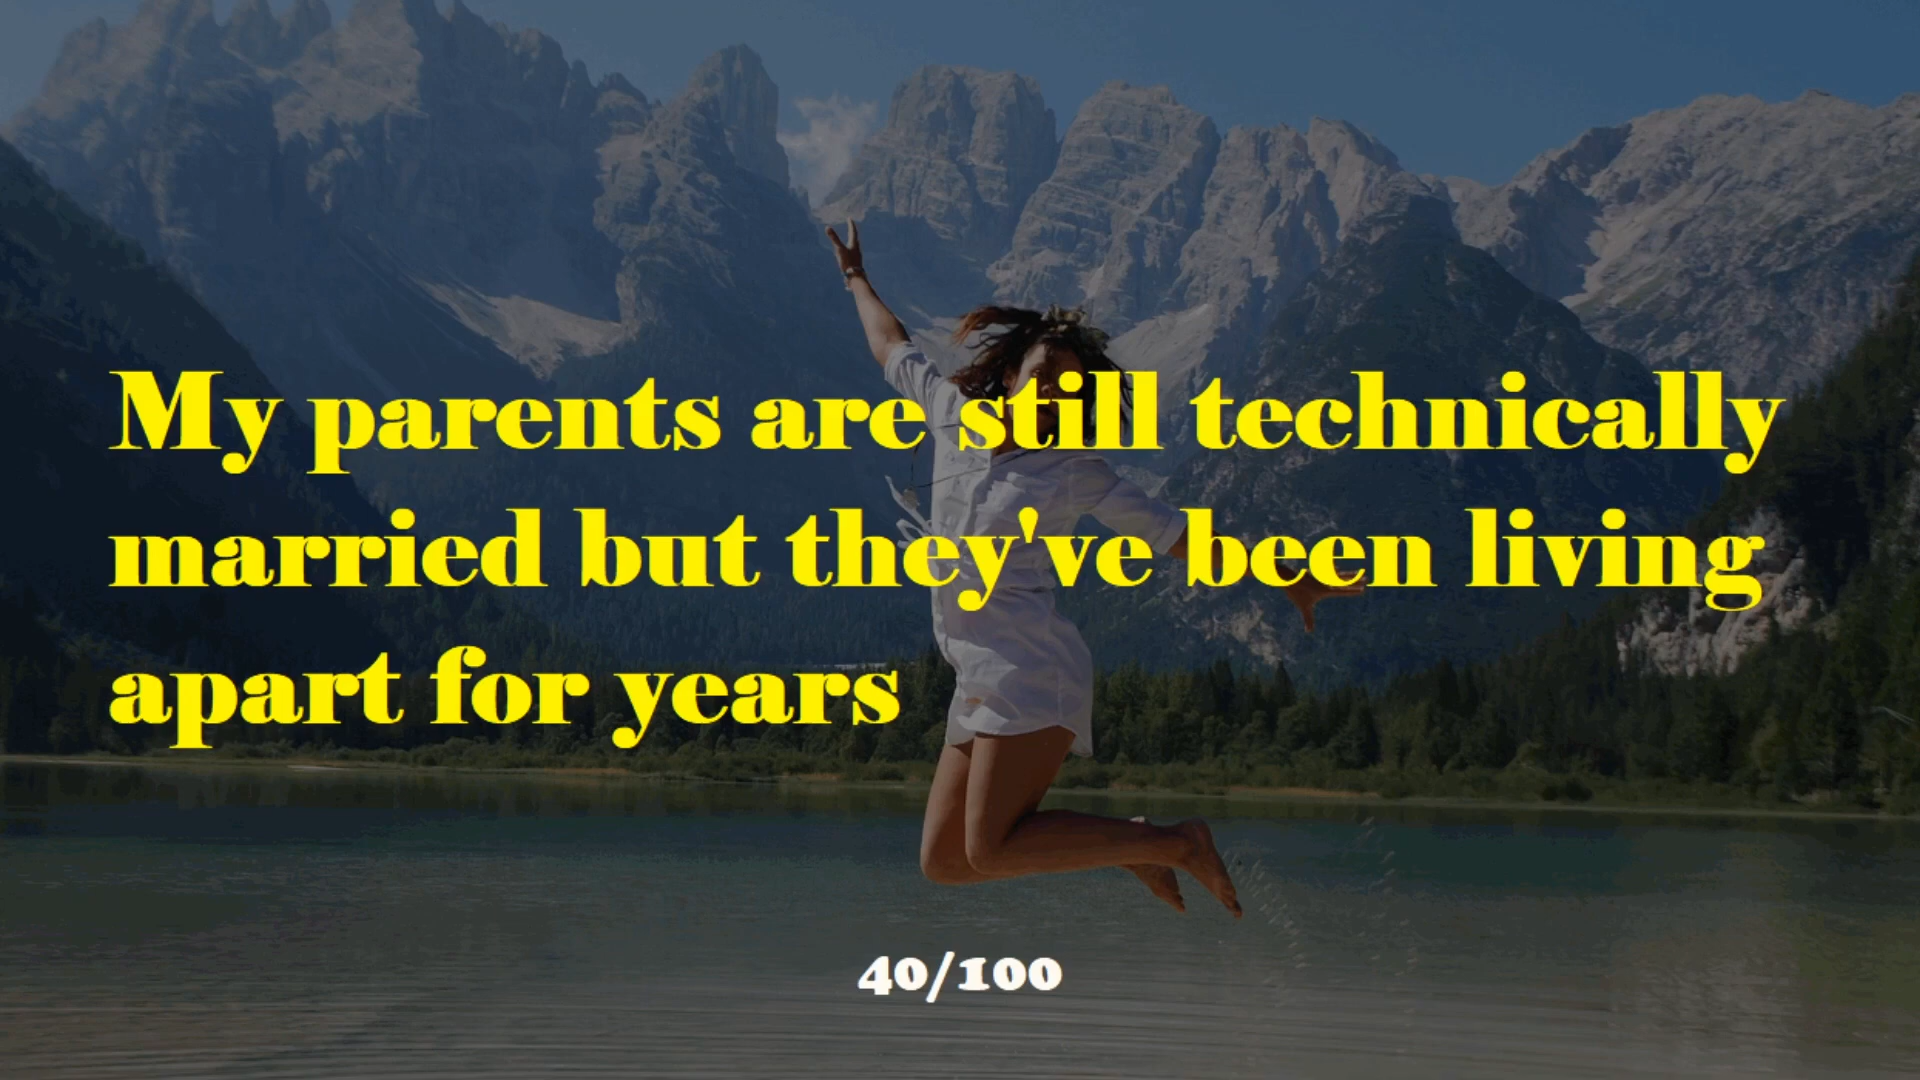 My parents are still technically
married but they've been living
apart for years
40/100